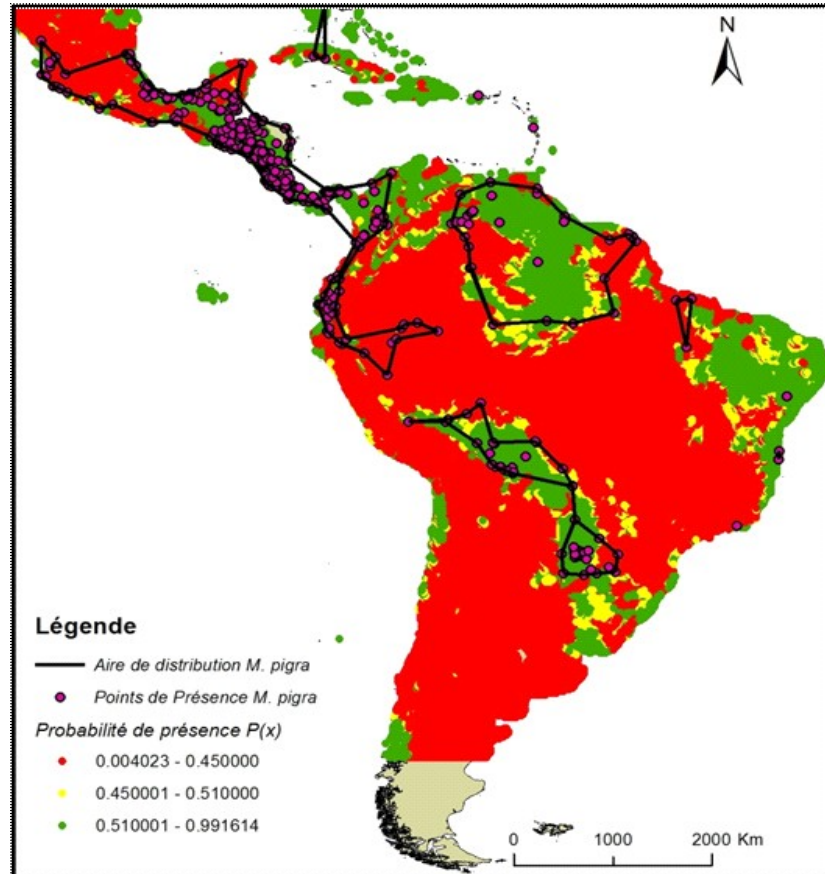 N
Légende
Aire de distribution M. pigra
Points de Présence M. pigra
Probabilité de présence P(x)
0.004023 - 0.450000
0.450001 - 0.510000
0.510001 - 0.991614
0 1000 2000 Km